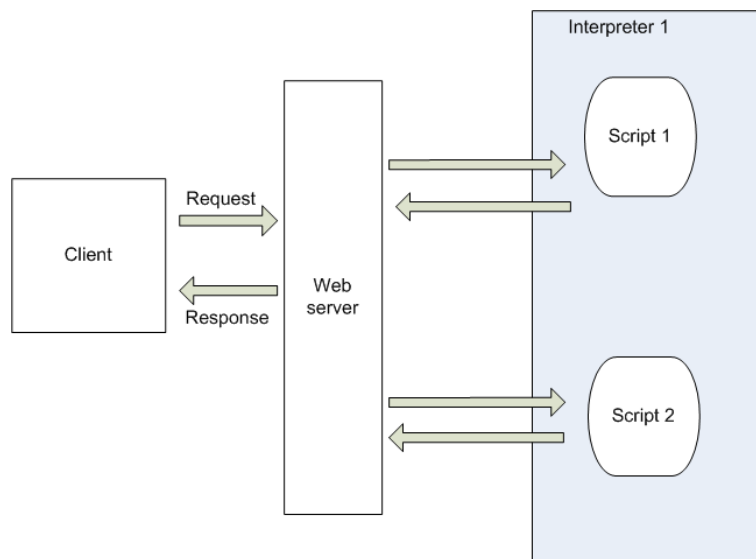 Interpreter 1
Script 1
Request
Client
Web
server
Response
Script 2